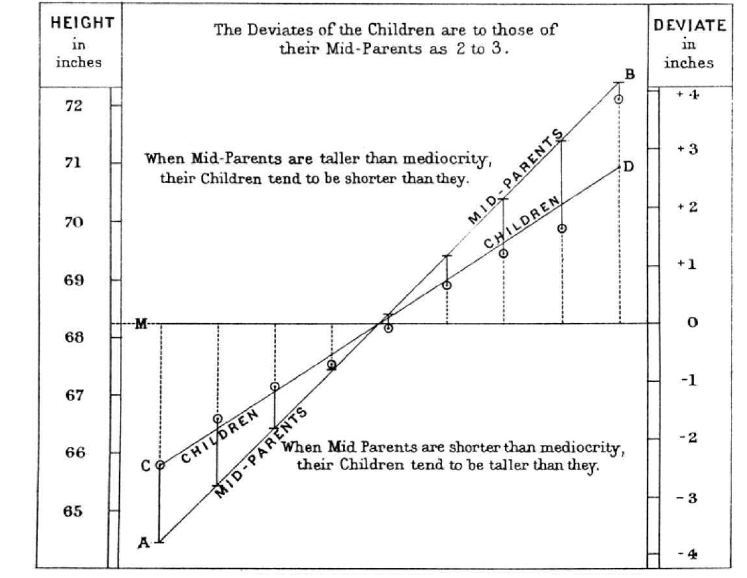 HEIGHT
in
inches
The Deviates of the Children are to those of
their Mid-Parents as 2 to 3.
DEVIATE
in
inches
B
+4
72
When Mid-Parents are taller than mediocrity,
their Children tend to be shorter than they.
MID-PARENTS
+3
71
D
CHILDREN
+2
70
+1
69
M
0
68
-1
67
CHILDREN
MID-PARENTS
When Mid Parents are shorter than mediocrity,
their Children tend to be taller than they.
-2
66
C
-3
65
A
-4